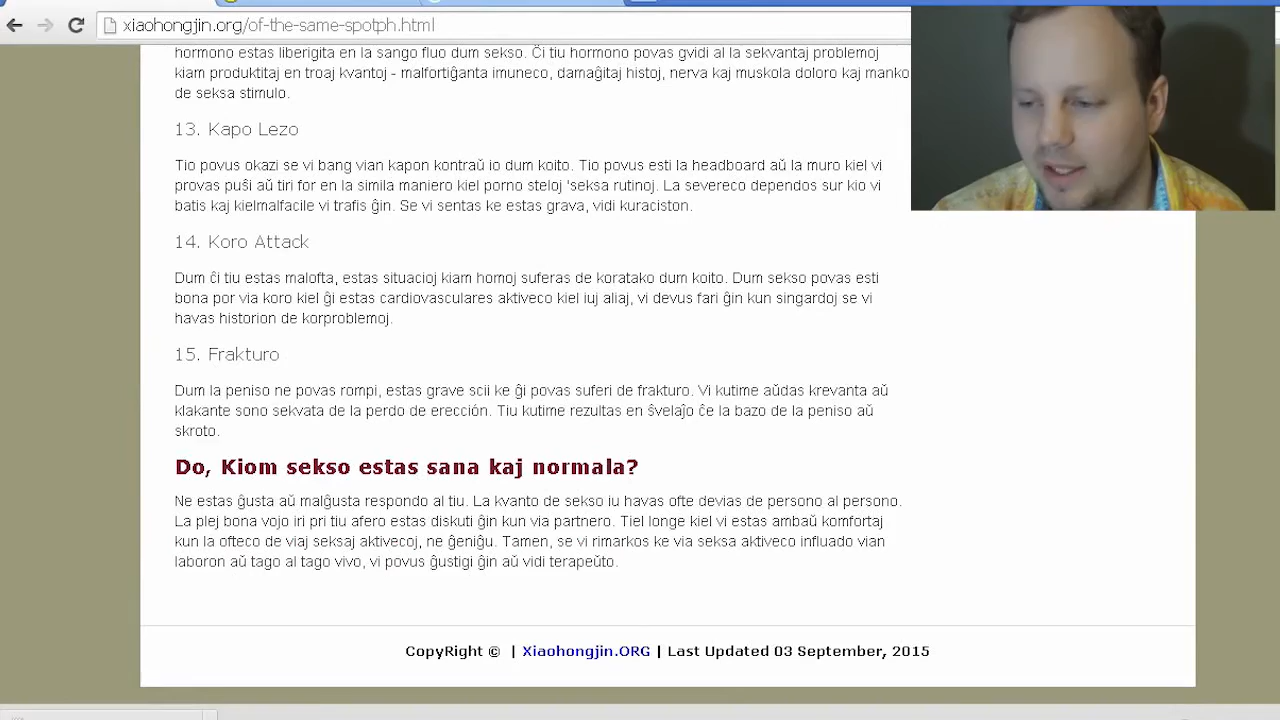 xiaohongjin.org/of-the-same-spotph.html
hormono estas liberigita en la sango fluo dum sekso. Ĉi tiu hormono povas gvidi al la sekvantaj problemoj
kiam produktitaj en troaj kvantoj - malfortiĝanta imuneco, damaĝitaj histoj, nerva kaj muskola doloro kaj manko
de seksa stimulo.
13. Kapo Lezo
Tio povus okazi se vi bang vian kapon kontraŭ io dum koito. Tio povus esti la headboard aŭ la muro kiel vi
provas puŝi aŭ tiri for en la simila maniero kiel porno steloj 'seksa rutinoj. La severeco dependos sur kio vi
batis kaj kielmalfacile vi trafis ĝin. Se vi sentas ke estas grava, vidi kuraciston.
14. Koro Attack
Dum ĉi tiu estas malofta, estas situacioj kiam homoj suferas de koratako dum koito. Dum sekso povas esti
bona por via koro kiel ĝi estas cardiovasculares aktiveco kiel iuj aliaj, vi devus fari ĝin kun singardoj se vi
havas historion de korproblemoj.
15. Frakturo
Dum la peniso ne povas rompi, estas grave scii ke ĝi povas suferi de frakturo. Vi kutime aŭdas krevanta aŭ
klakante sono sekvata de la perdo de erección. Tiu kutime rezultas en ŝvelaĵo ĉe la bazo de la peniso aŭ
skroto.
Do, Kiom sekso estas sana kaj normala?
Ne estas ĝusta aŭ malĝusta respondo al tiu. La kvanto de sekso iu havas ofte devias de persono al persono.
La plej bona vojo iri pri tiu afero estas diskuti ĝin kun via partnero. Tiel longe kiel vi estas ambaŭ komfortaj
kun la ofteco de viaj seksaj aktivecoj, ne ĝeniĝu. Tamen, se vi rimarkos ke via seksa aktiveco influado vian
laboron aŭ tago al tago vivo, vi povus ĝustigi ĝin aŭ vidi terapeŭto.
CopyRight © | Xiaohongjin.ORG | Last Updated 03 September, 2015